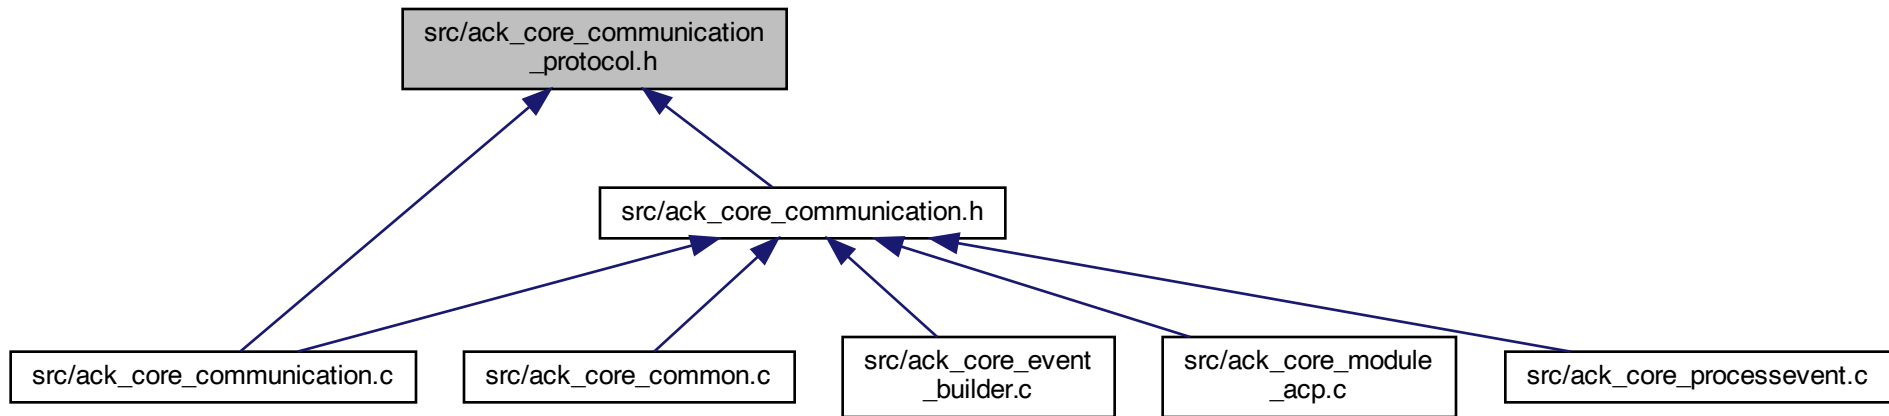 src/ack_core_communication
_protocol.h
src/ack_core_communication.h
src/ack_core_communication.c
src/ack_core_common.c
src/ack_core_event
_builder.c
src/ack_core_module
_acp.c
src/ack_core_processevent.c